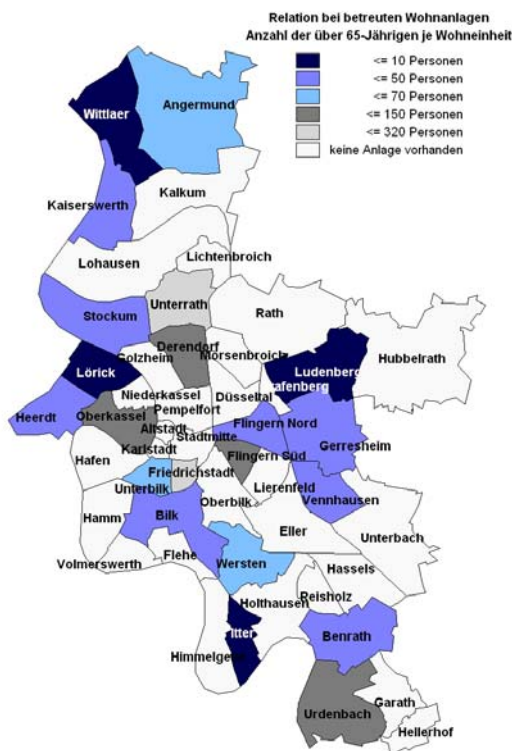 Relation bei betreuten Wohnanlagen
Anzahl der über 65-Jährigen je Wohneinheit
<= 10 Personen
<= 50 Personen
<= 70 Personen
<= 150 Personen
<= 320 Personen
keine Anlage vorhanden
Wittlaer
Angermund
Kaiserswerth
Kalkum
Lohausen
Lichtenbroich
Unterrath
Stockum
Rath
Derendorf
Golzheim
Mörsenbroich
Hubbelrath
Ludenberg
Lörick
Grafenberg
Niederkassel
Düsseltal
Pempelfort
Heerdt
Oberkassel
Altstadt
Flingern Nord
Stadtmitte
Karlstadt
Gerresheim
Flingern Süd
Hafen
Friedrichstadt
Unterbilk
Lierenfeld
Vennhausen
Oberbilk
Hamm
Bilk
Eller
Unterbach
Flehe
Volmerswerth
Wersten
Hassels
Reisholz
Holthausen
Itter
Benrath
Himmelgeist
Garath
Urdenbach
Hellerhof